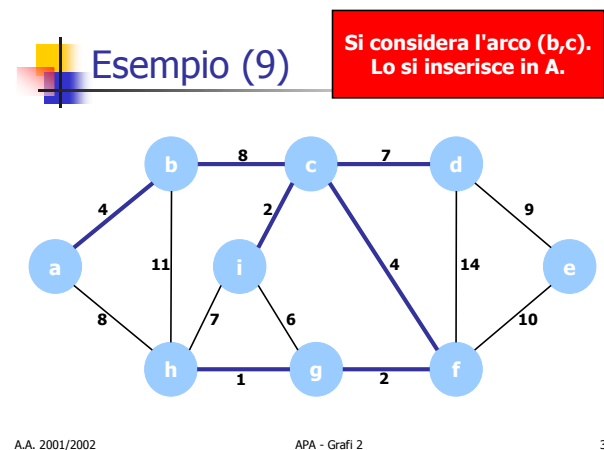 Esempio (9)
Si considera l'arco (b,c).
Lo si inserisce in A.
b
8
c
7
d
4
2
9
a
11
i
4
14
e
8
7
6
10
h
1
g
2
f
A.A. 2001/2002
APA - Grafi 2
3